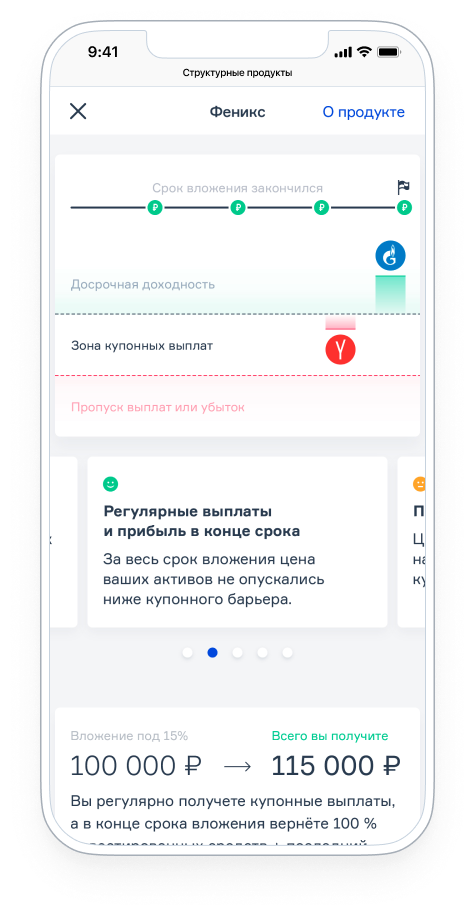 9:41
Структурные продукты
Феникс
О продукте
Срок вложения закончился
₽ ₽ ₽ ₽
Досрочная доходность
Зона купонных выплат
Пропуск выплат или убыток
Регулярные выплаты
и прибыль в конце срока
За весь срок вложения цена
ваших активов не опускались
ниже купонного барьера.
Вложение под 15%
Всего вы получите
100 000 ₽
115 000 ₽
Вы регулярно получете купонные выплаты,
а в конце срока вложения вернёте 100 %